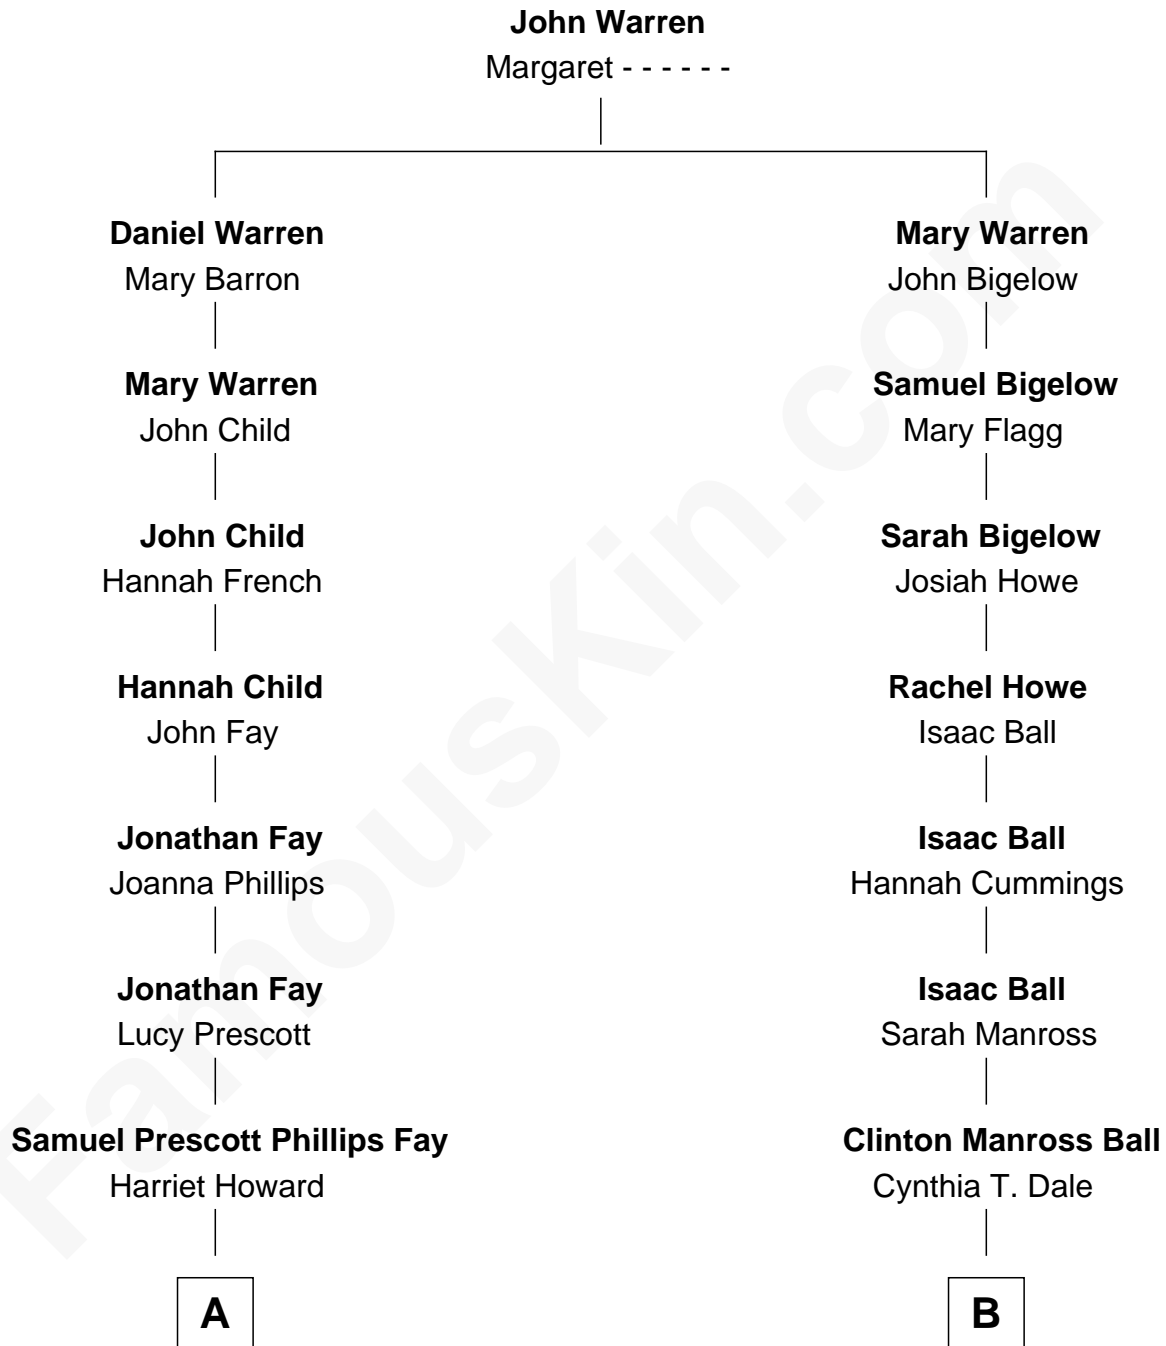 John Warren
Margaret - - - - - -
Daniel Warren
Mary Barron
Mary Warren
John Bigelow
Mary Warren
John Child
Samuel Bigelow
Mary Flagg
John Child
Hannah French
Sarah Bigelow
Josiah Howe
Hannah Child
John Fay
Rachel Howe
Isaac Ball
Jonathan Fay
Joanna Phillips
Isaac Ball
Hannah Cummings
Jonathan Fay
Lucy Prescott
Isaac Ball
Sarah Manross
Samuel Prescott Phillips Fay
Harriet Howard
Clinton Manross Ball
Cynthia T. Dale
A
B
FamousKin.com